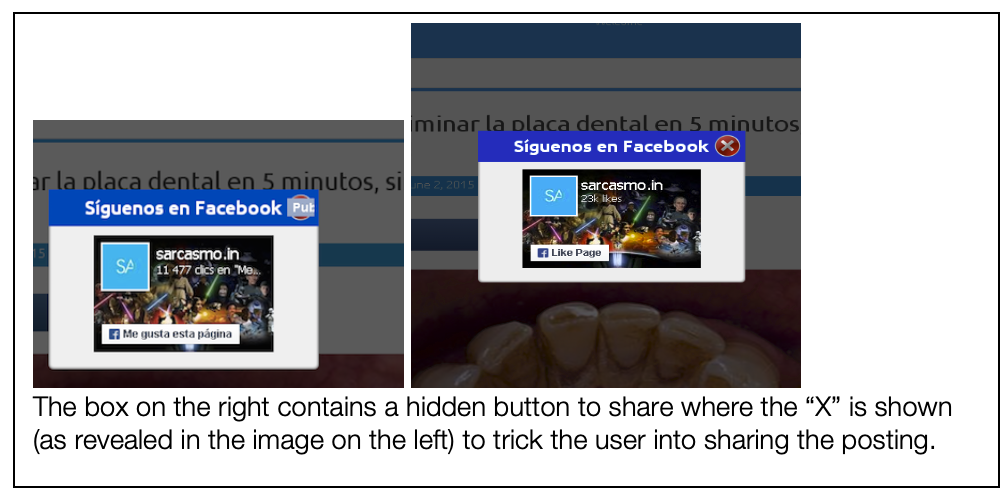 ar la placa dental en 5 minutos, si
Síguenos en Facebook Pub
15
SA
sarcasmo.in
11 477 clics en "Me...
Me gusta esta página
iminar la placa dental en 5 minutos
Síguenos en Facebook
une 2, 2015
SA
sarcasmo.in
23k likes
Like Page
The box on the right contains a hidden button to share where the “X” is shown
(as revealed in the image on the left) to trick the user into sharing the posting.